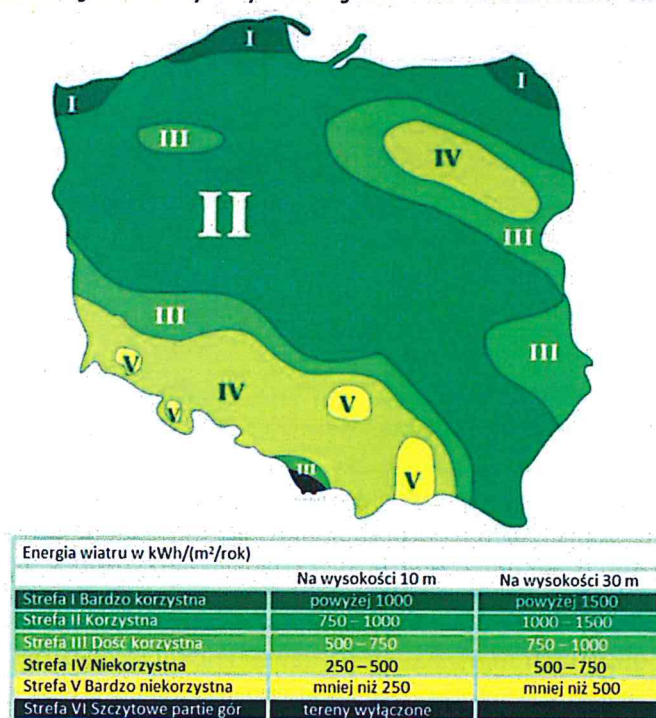 I
I
I
III
IV
II
III
III
III
IV
V
V
V
III
V
Energia wiatru w kWh/(m²/rok)
Na wysokości 10 m Na wysokości 30 m
Strefa I Bardzo korzystna powyżej 1000 powyżej 1500
Strefa II Korzystna 750 – 1000 1000 – 1500
Strefa III Dość korzystna 500 – 750 750 – 1000
Strefa IV Niekorzystna 250 – 500 500 – 750
Strefa V Bardzo niekorzystna mniej niż 250 mniej niż 500
Strefa VI Szczytowe partie gór tereny wyłączone